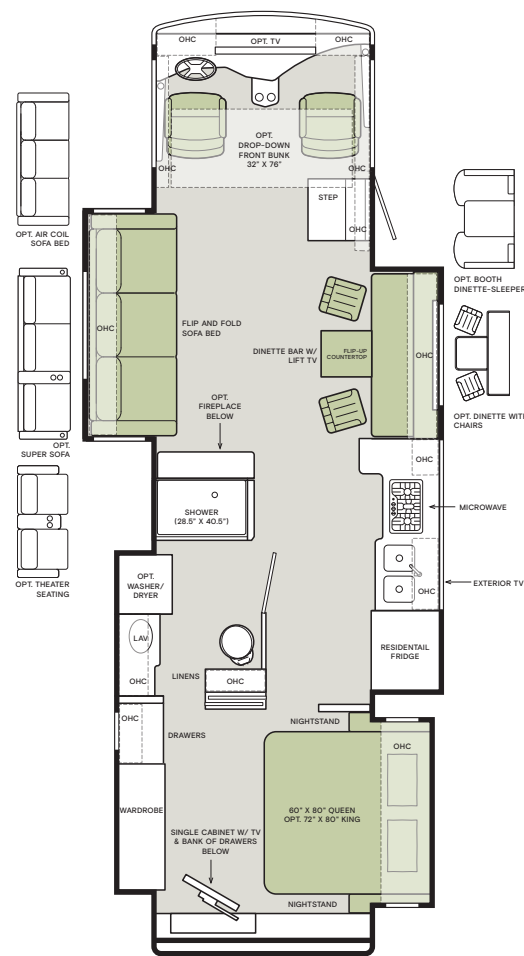 OHC
OPT. TV
OHC
OPT.
DROP-DOWN
FRONT BUNK
32" X 76"
OHC
OHC
STEP
OHC
OPT. AIR COIL
SOFA BED
OPT. BOOTH
DINETTE-SLEEPER
OHC
FLIP AND FOLD
SOFA BED
DINETTE BAR W/
LIFT TV
FLIP-UP
COUNTERTOP
OHC
OPT. DINETTE WITH
CHAIRS
OPT.
FIREPLACE
BELOW
OPT.
SUPER SOFA
OHC
SHOWER
(28.5" X 40.5")
MICROWAVE
OPT. THEATER
SEATING
OPT.
WASHER/
DRYER
EXTERIOR TV
OHC
LAV
OHC
LINENS
OHC
RESIDENTAIL
FRIDGE
OHC
DRAWERS
NIGHTSTAND
OHC
WARDROBE
60" X 80" QUEEN
OPT. 72" X 80" KING
SINGLE CABINET W/ TV
& BANK OF DRAWERS
BELOW
NIGHTSTAND